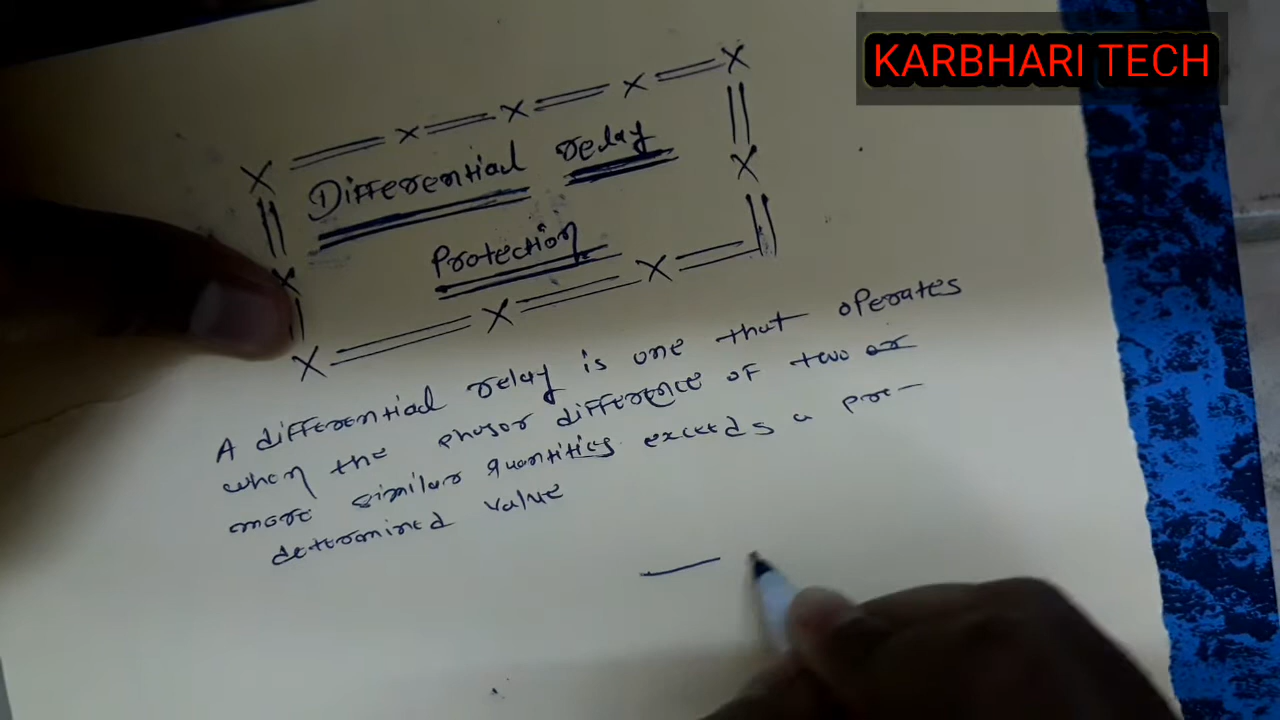 KARBHARI TECH
Differential relay
Protection
A differential relay is one that operates
when the phasor difference of two or
more similar quantities exceeds a pre-
determined value